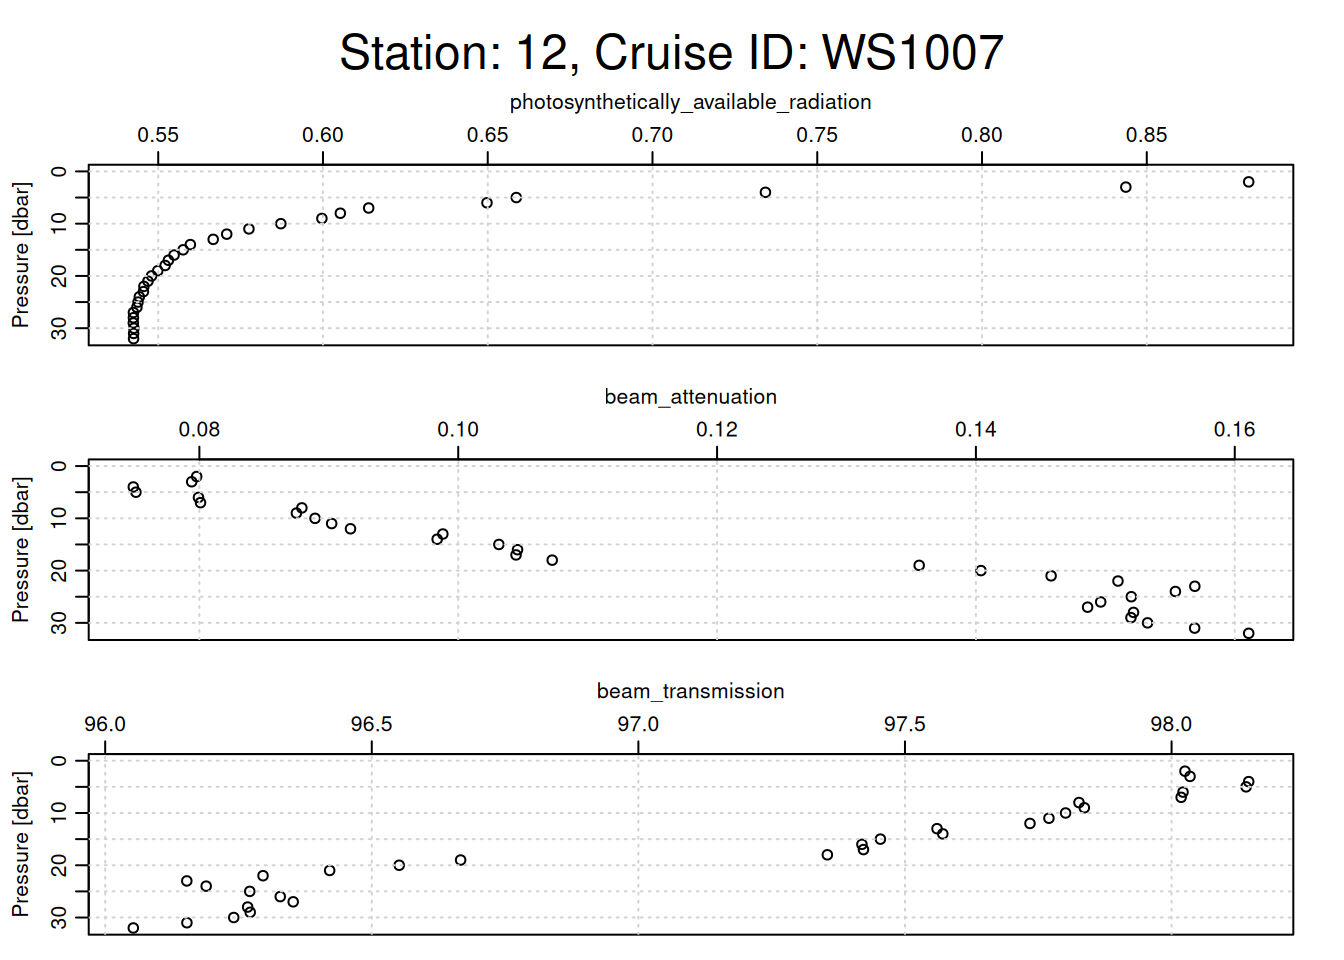 Station: 12, Cruise ID: WS1007
photosynthetically_available_radiation
0.55 0.60 0.65 0.70 0.75 0.80 0.85
Pressure [dbar]
0
10
20
30
beam_attenuation
0.08 0.10 0.12 0.14 0.16
Pressure [dbar]
0
10
20
30
beam_transmission
96.0 96.5 97.0 97.5 98.0
Pressure [dbar]
0
10
20
30